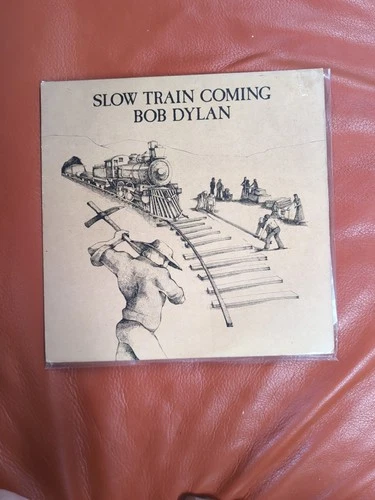 SLOW TRAIN COMING
BOB DYLAN